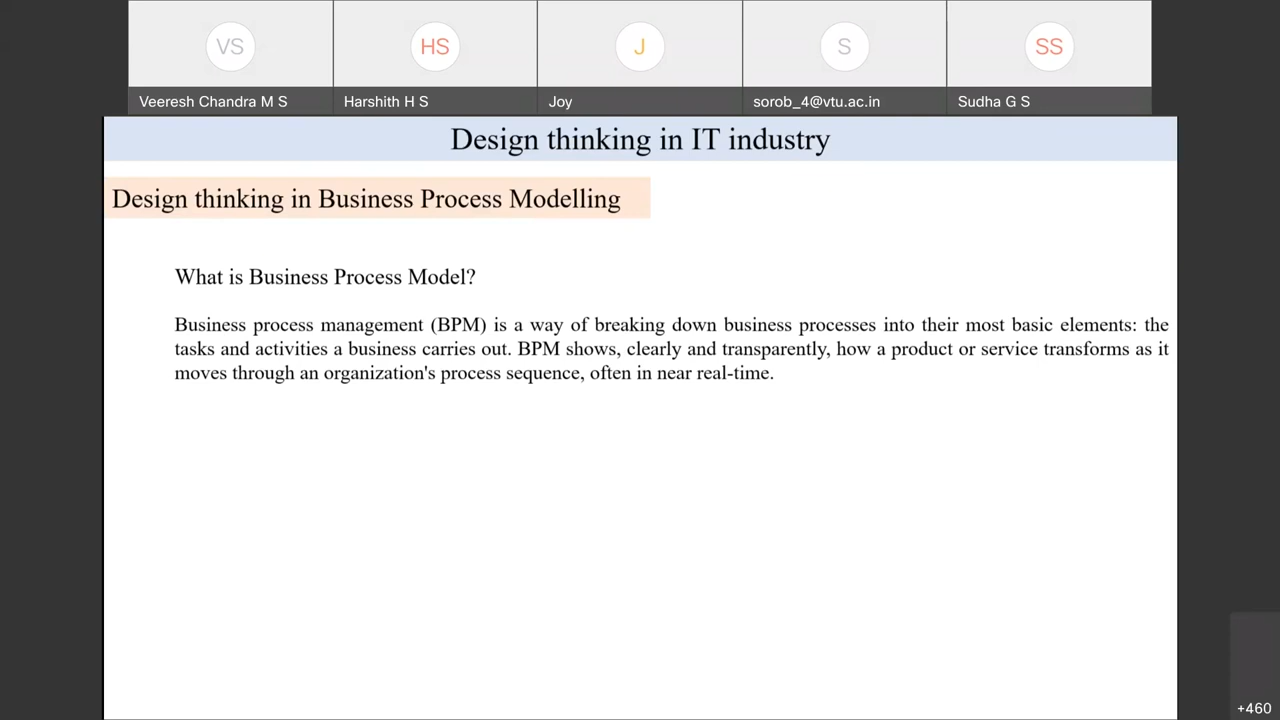 VS
HS
J
S
SS
Veeresh Chandra M S
Harshith H S
Joy
sorob_4@vtu.ac.in
Sudha G S
Design thinking in IT industry
Design thinking in Business Process Modelling
What is Business Process Model?
Business process management (BPM) is a way of breaking down business processes into their most basic elements: the
tasks and activities a business carries out. BPM shows, clearly and transparently, how a product or service transforms as it
moves through an organization's process sequence, often in near real-time.
+460